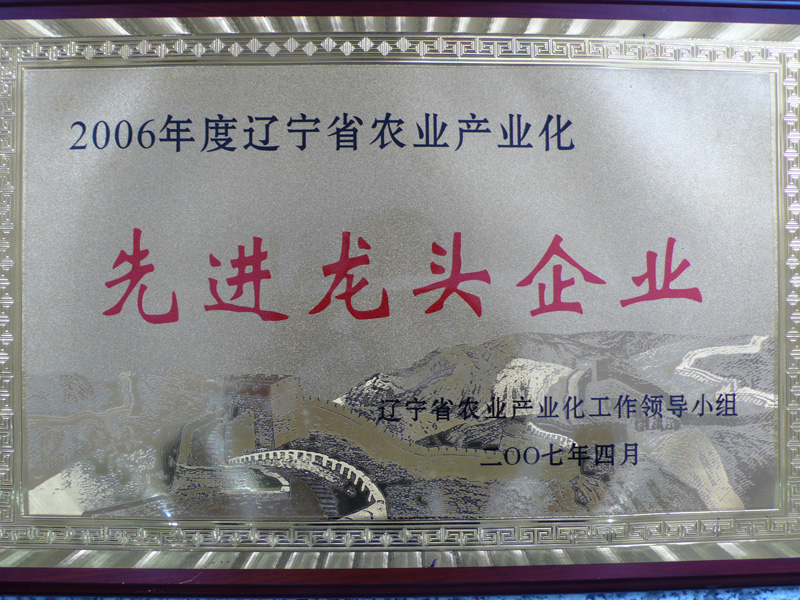 2006年度辽宁省农业产业化
先进龙头企业
辽宁省农业产业化工作领导小组
二〇〇七年四月